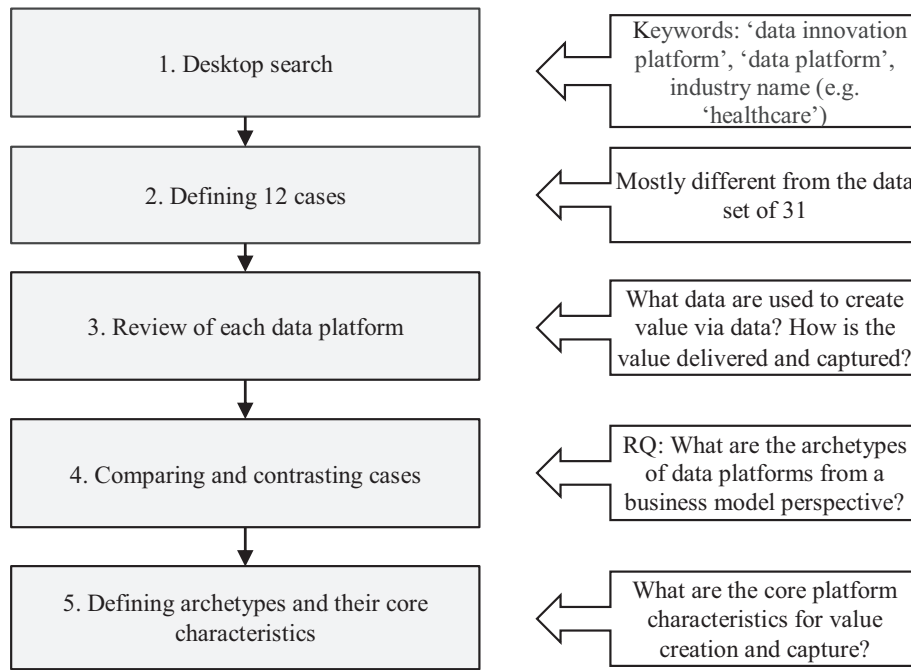 1. Desktop search
Keywords: ‘data innovation
platform’, ‘data platform’,
industry name (e.g.
‘healthcare’)
2. Defining 12 cases
Mostly different from the data
set of 31
3. Review of each data platform
What data are used to create
value via data? How is the
value delivered and captured?
4. Comparing and contrasting cases
RQ: What are the archetypes
of data platforms from a
business model perspective?
5. Defining archetypes and their core
characteristics
What are the core platform
characteristics for value
creation and capture?